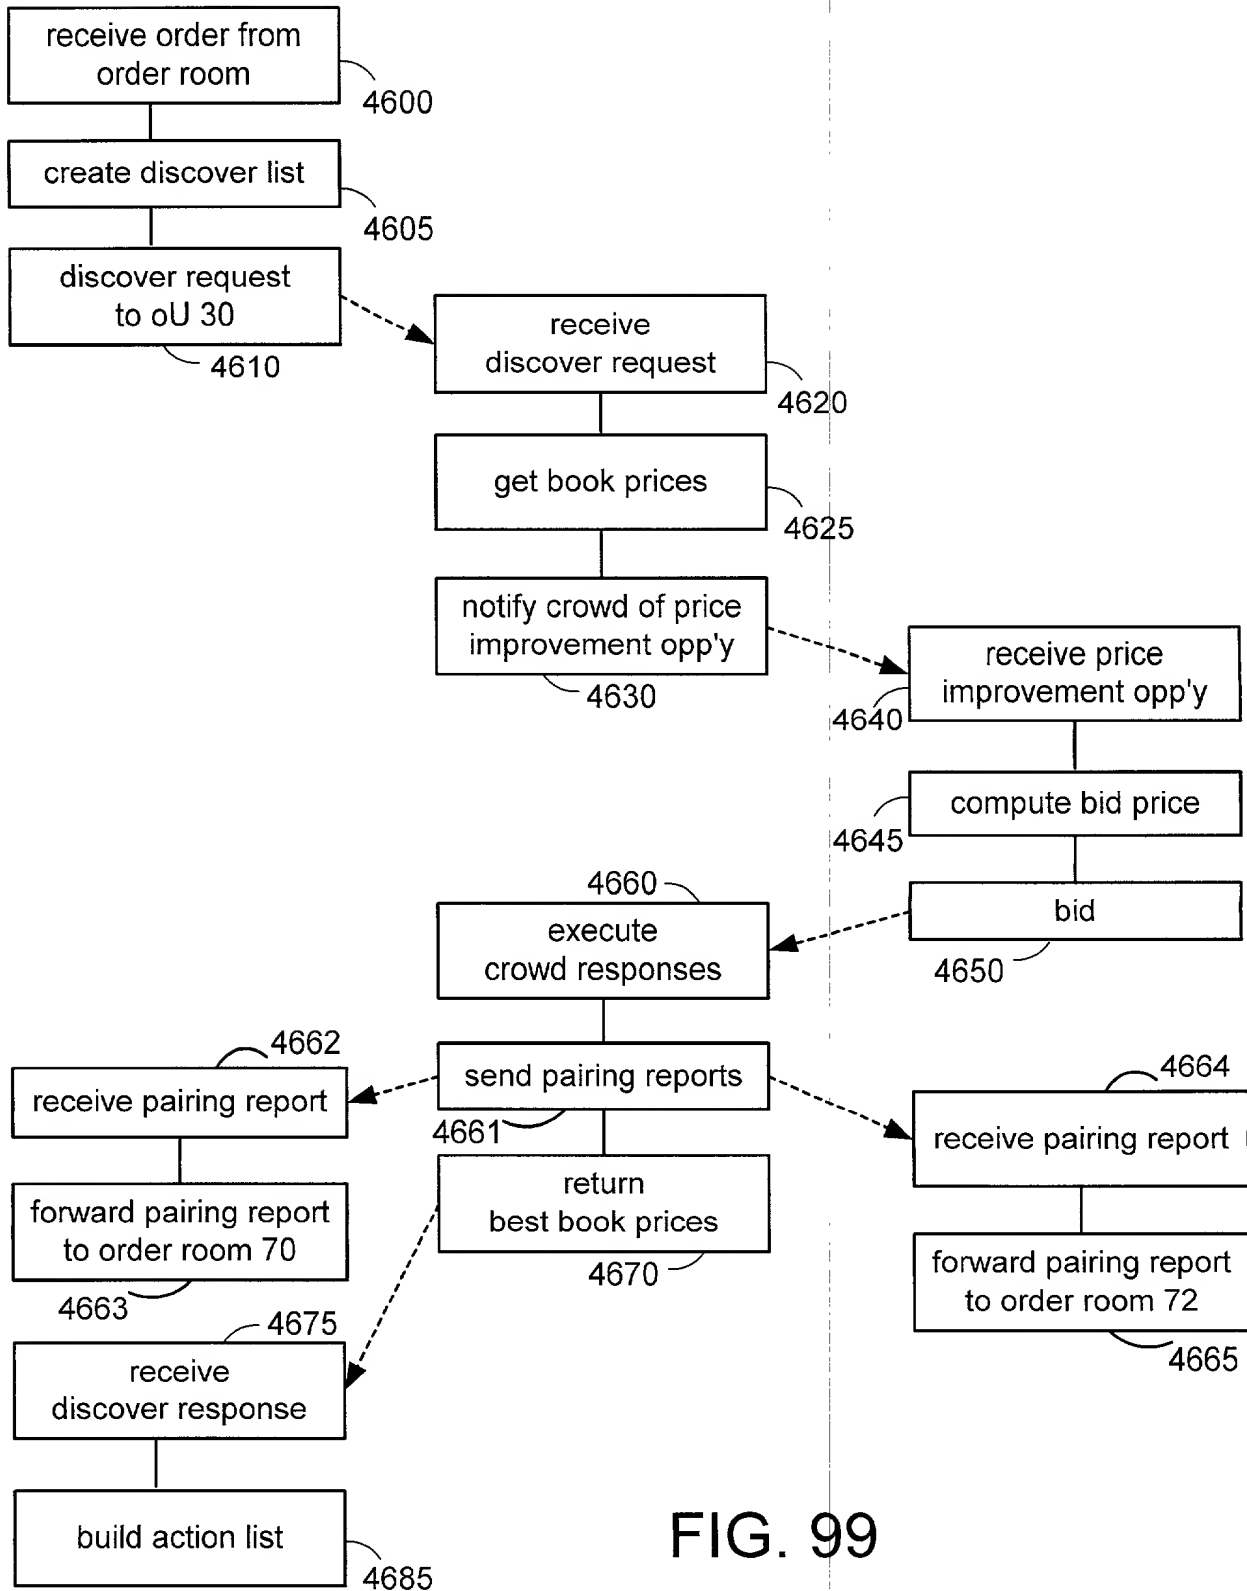 receive order from
order room
4600
create discover list
4605
discover request
to oU 30
4610
receive
discover request
4620
get book prices
4625
notify crowd of price
improvement opp'y
4630
receive price
improvement opp'y
4640
compute bid price
4645
bid
4650
4660
execute
crowd responses
send pairing reports
4661
4662
receive pairing report
forward pairing report
to order room 70
4663
4664
receive pairing report
forward pairing report
to order room 72
4665
return
best book prices
4670
4675
receive
discover response
build action list
4685
FIG. 99